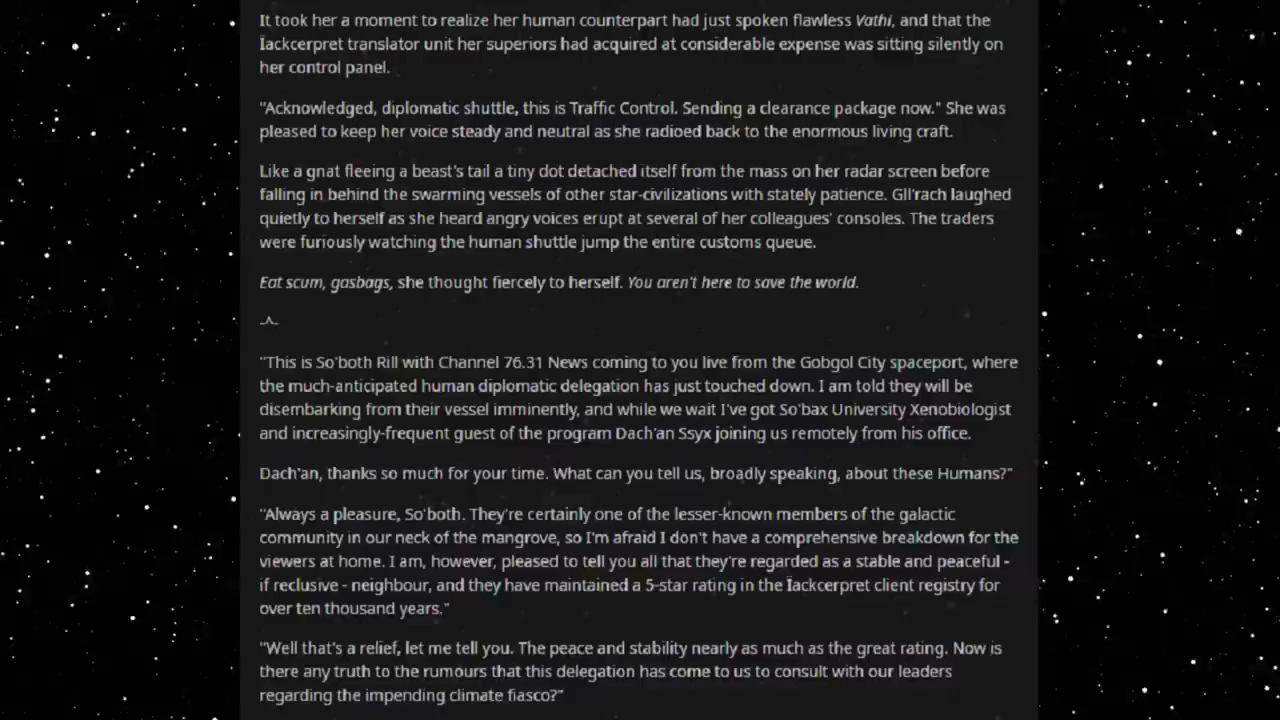 It took her a moment to realize her human counterpart had just spoken flawless Vathi, and that the
Ïackcerpret translator unit her superiors had acquired at considerable expense was sitting silently on
her control panel.
"Acknowledged, diplomatic shuttle, this is Traffic Control. Sending a clearance package now." She was
pleased to keep her voice steady and neutral as she radioed back to the enormous living craft.
Like a gnat fleeing a beast's tail a tiny dot detached itself from the mass on her radar screen before
falling in behind the swarming vessels of other star-civilizations with stately patience. Gll'rach laughed
quietly to herself as she heard angry voices erupt at several of her colleagues' consoles. The traders
were furiously watching the human shuttle jump the entire customs queue.
Eat scum, gasbags, she thought fiercely to herself. You aren't here to save the world.
-^-
"This is So'both Rill with Channel 76.31 News coming to you live from the Gobgol City spaceport, where
the much-anticipated human diplomatic delegation has just touched down. I am told they will be
disembarking from their vessel imminently, and while we wait I've got So'bax University Xenobiologist
and increasingly-frequent guest of the program Dach'an Ssyx joining us remotely from his office.
Dach'an, thanks so much for your time. What can you tell us, broadly speaking, about these Humans?"
"Always a pleasure, So'both. They're certainly one of the lesser-known members of the galactic
community in our neck of the mangrove, so I'm afraid I don't have a comprehensive breakdown for the
viewers at home. I am, however, pleased to tell you all that they're regarded as a stable and peaceful -
if reclusive - neighbour, and they have maintained a 5-star rating in the Ïackcerpret client registry for
over ten thousand years."
"Well that's a relief, let me tell you. The peace and stability nearly as much as the great rating. Now is
there any truth to the rumours that this delegation has come to us to consult with our leaders
regarding the impending climate fiasco?"